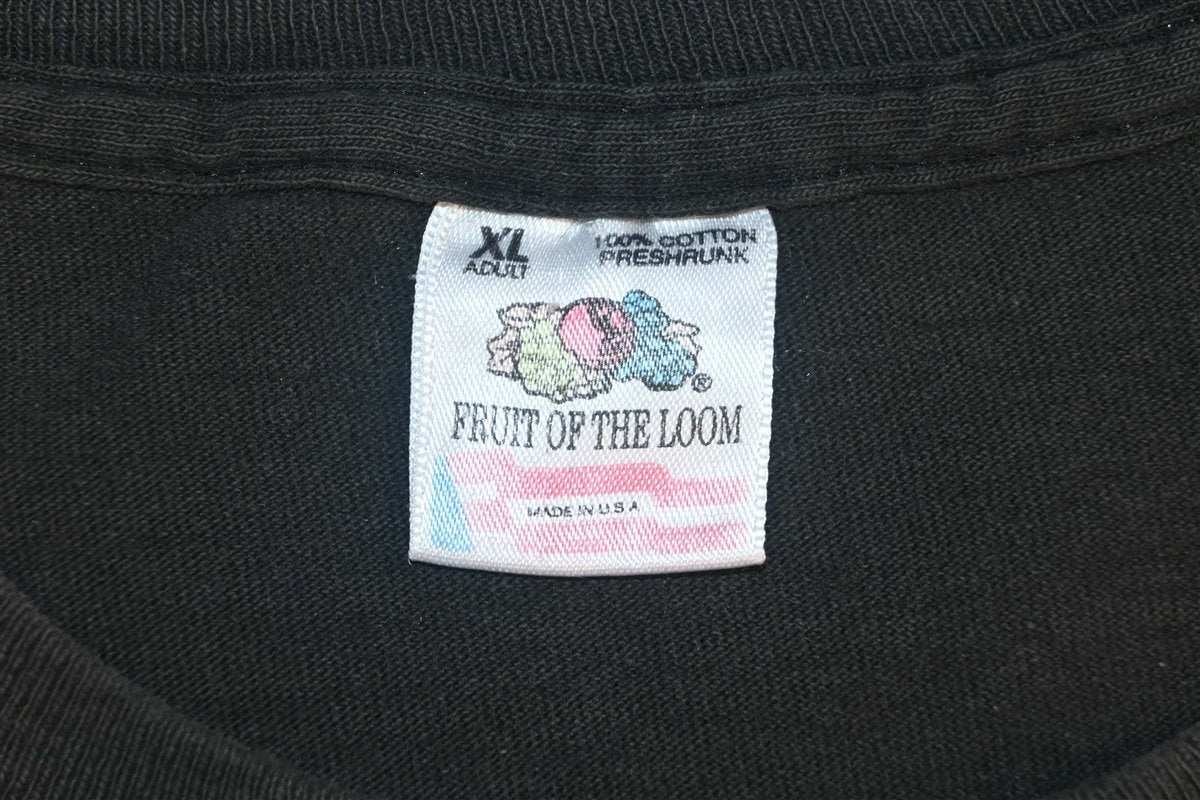 XL
ADULT
100% COTTON
PRESHRUNK
®
FRUIT OF THE LOOM
MADE IN U.S.A